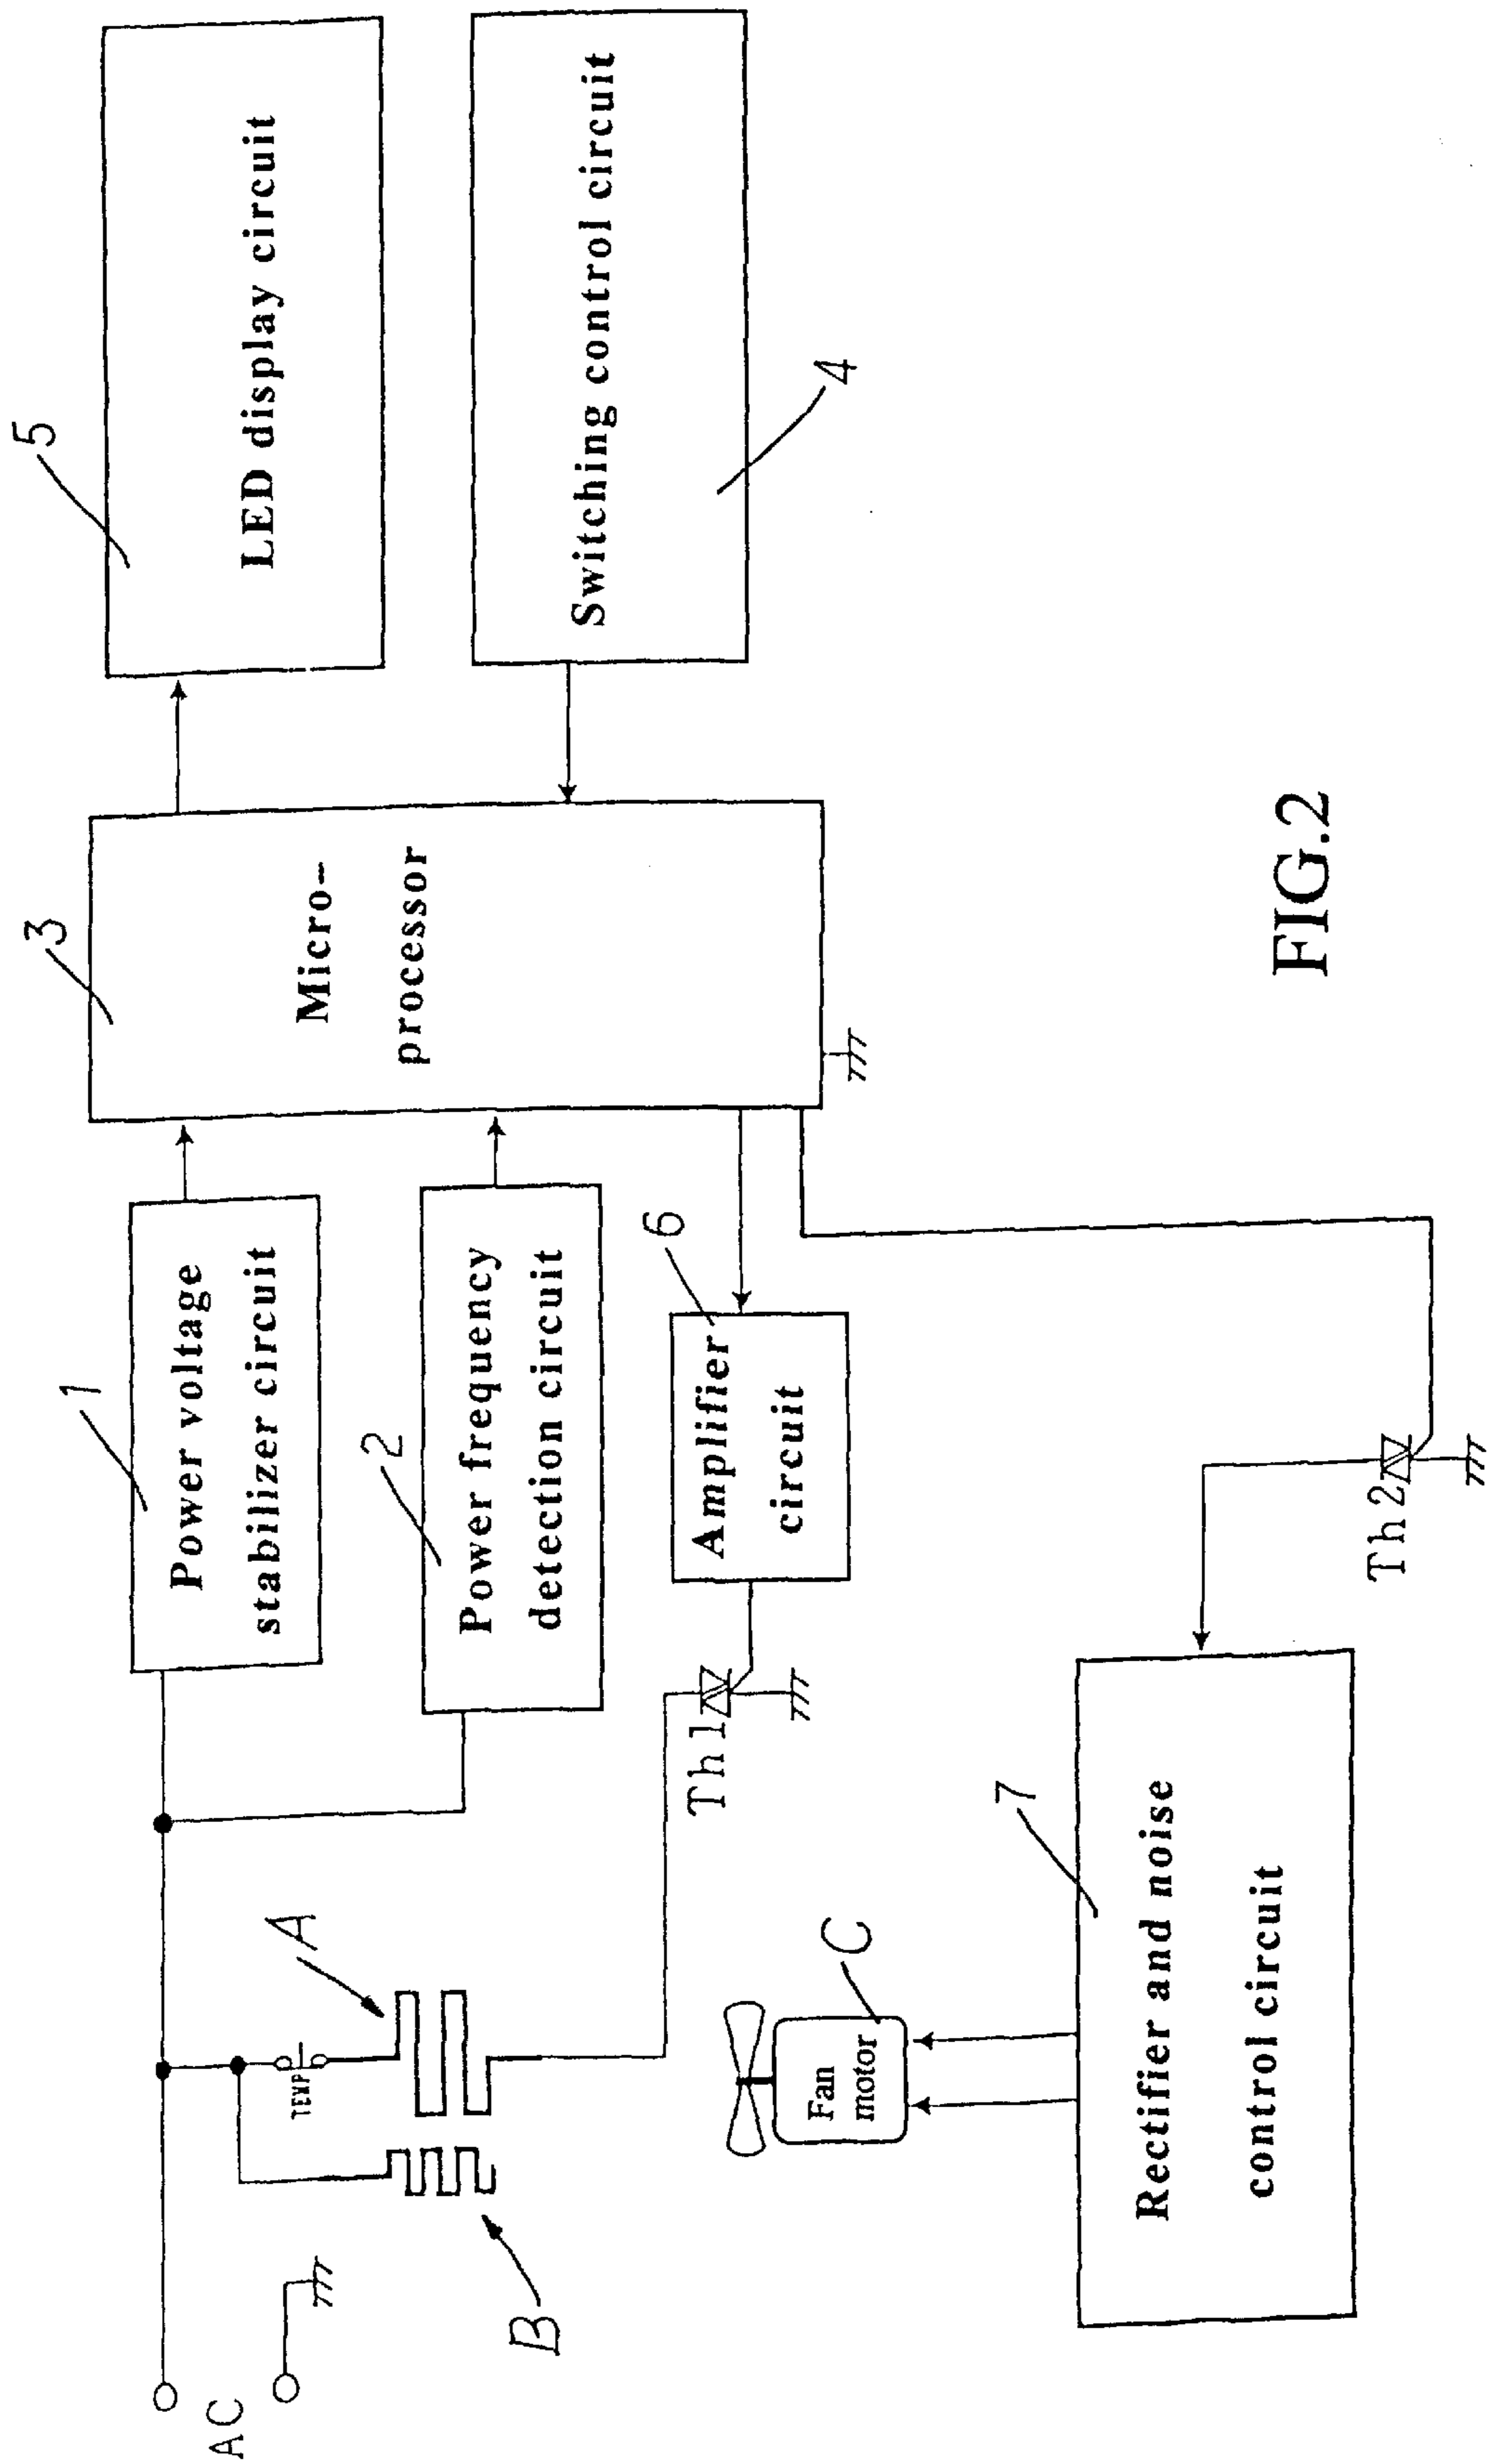 5
LED display circuit
Switching control circuit
4
3
Micro-
processor
1
Power voltage
stabilizer circuit
2
Power frequency
detection circuit
6
Amplifier
circuit
Th1
Th2
A
TEMP
B
AC
C
Fan
motor
7
Rectifier and noise
control circuit
FIG.2